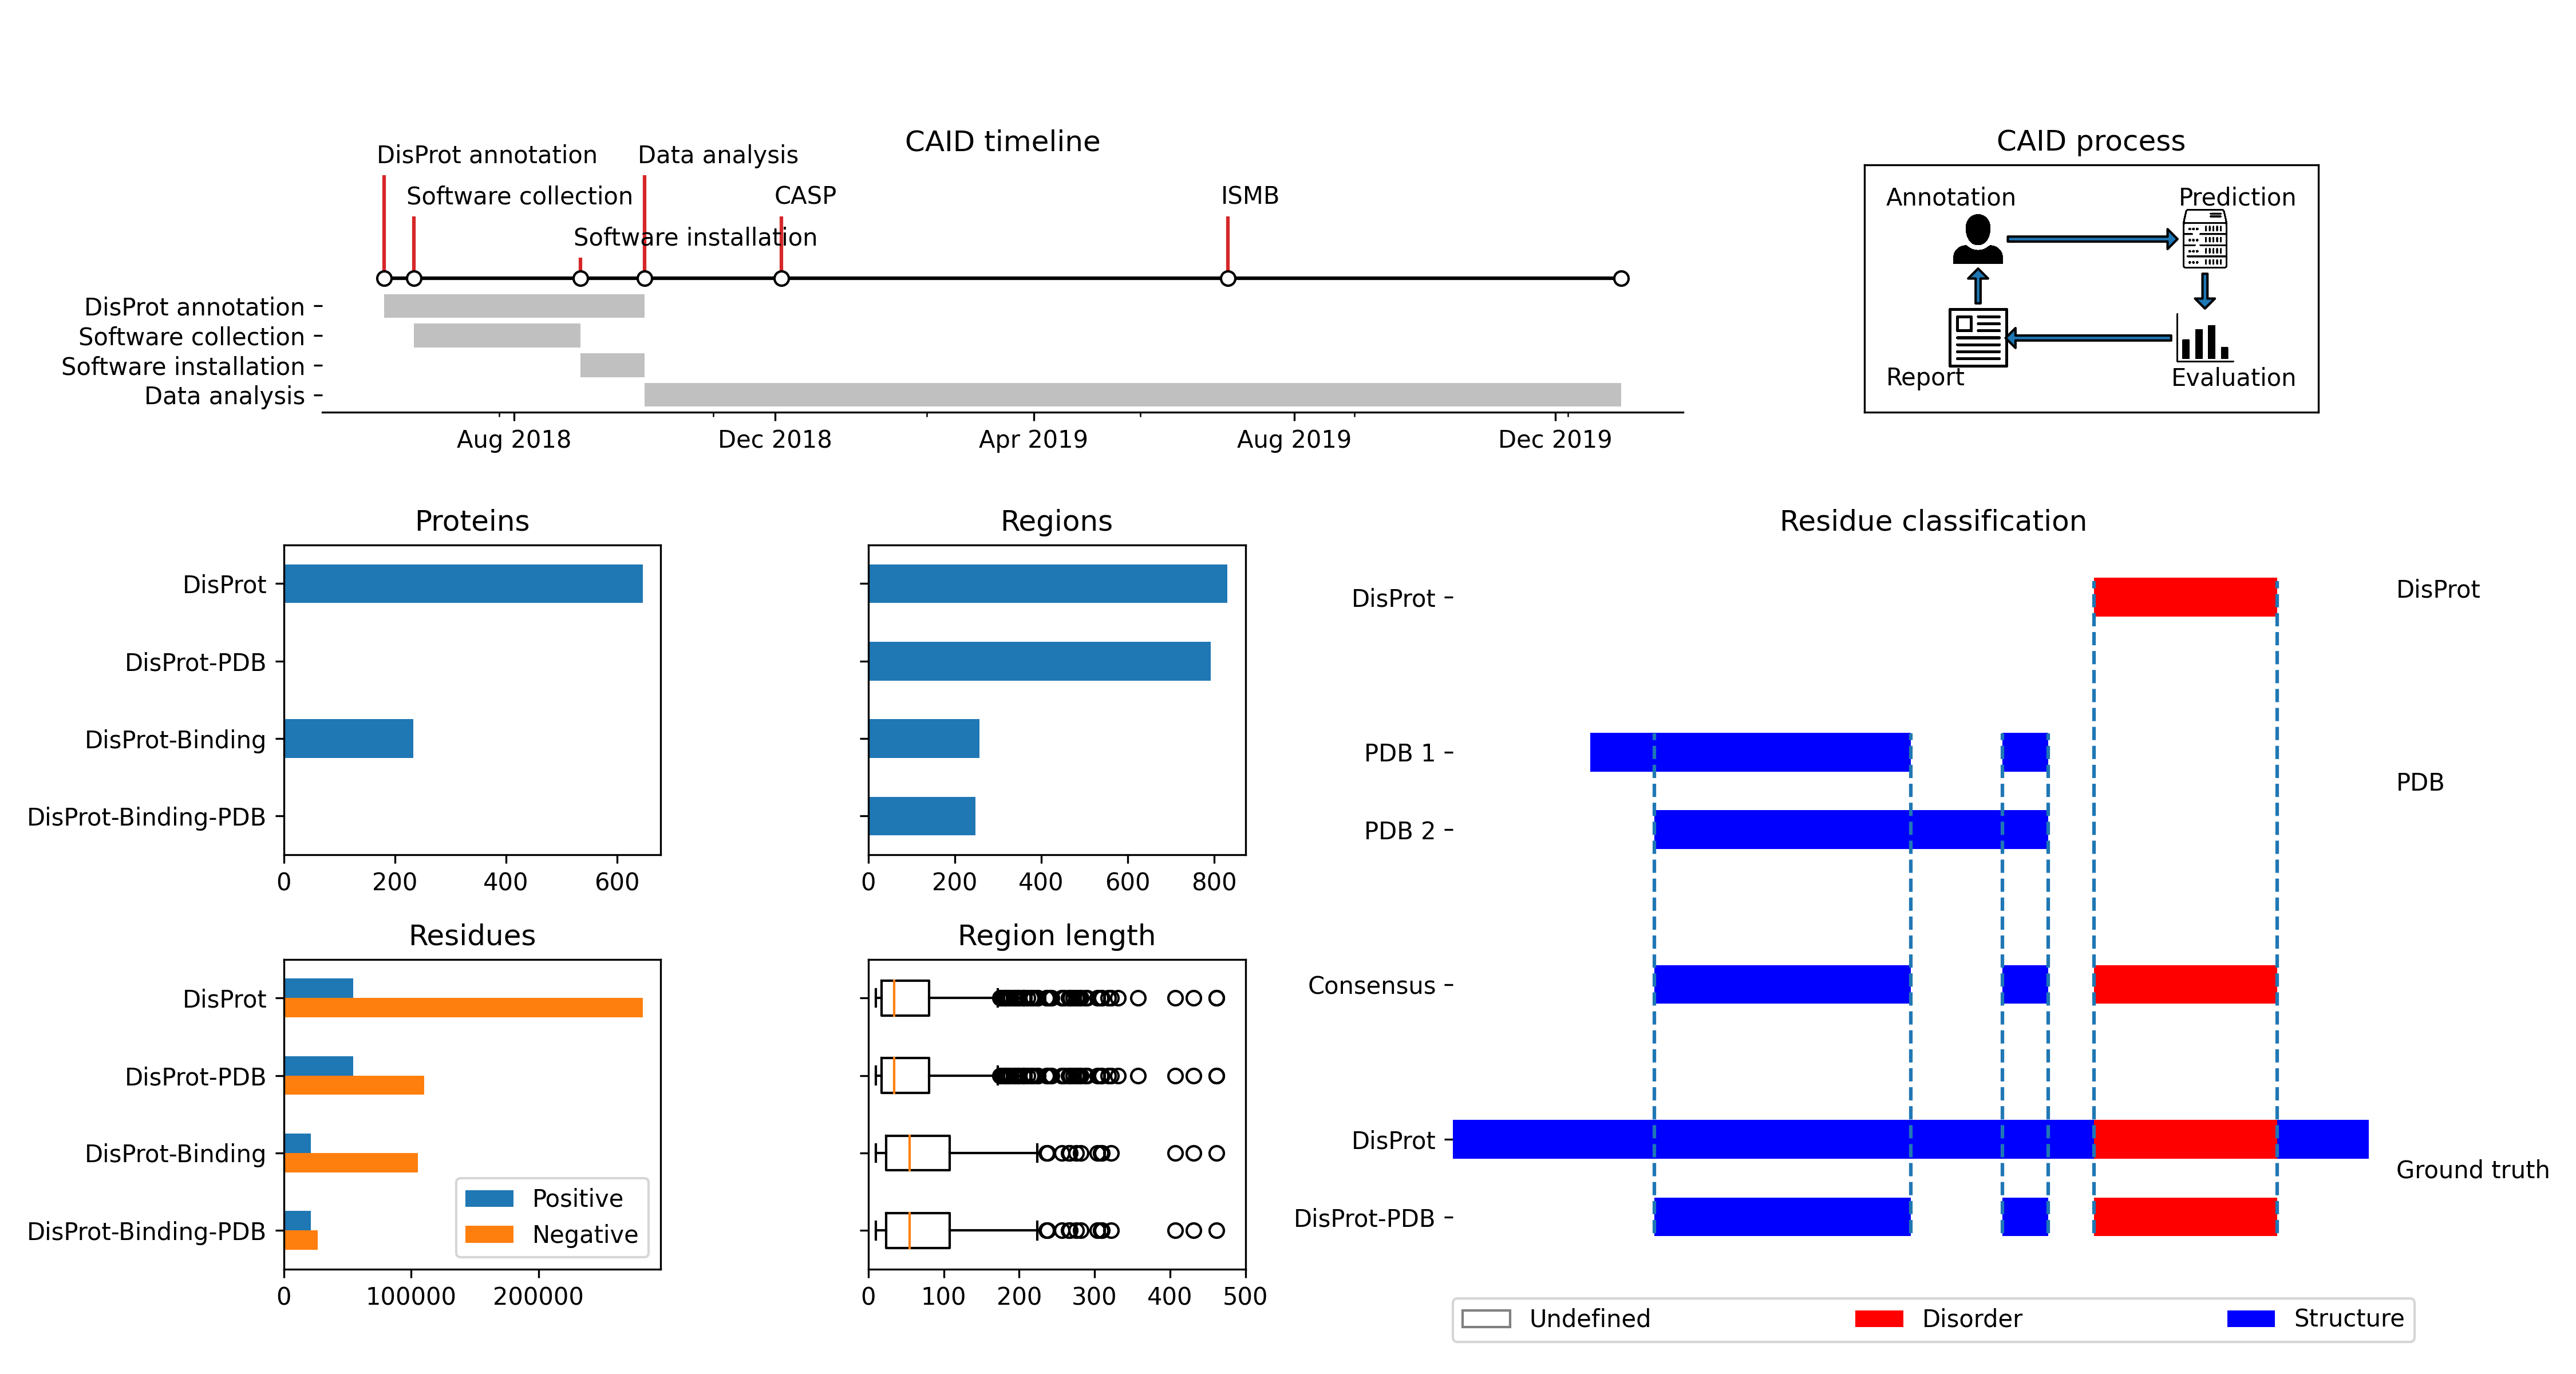 CAID timeline
DisProt annotation
Data analysis
Software collection
CASP
ISMB
Software installation
DisProt annotation
Software collection
Software installation
Data analysis
Aug 2018
Dec 2018
Apr 2019
Aug 2019
Dec 2019
CAID process
Annotation
Prediction
Report
Evaluation
Proteins
DisProt
DisProt-PDB
DisProt-Binding
DisProt-Binding-PDB
0 200 400 600
Regions
0 200 400 600 800
Residues
DisProt
DisProt-PDB
DisProt-Binding
DisProt-Binding-PDB
Positive
Negative
0 100000 200000
Region length
0 100 200 300 400 500
Residue classification
DisProt
DisProt
PDB 1
PDB
PDB 2
Consensus
DisProt
Ground truth
DisProt-PDB
Undefined
Disorder
Structure